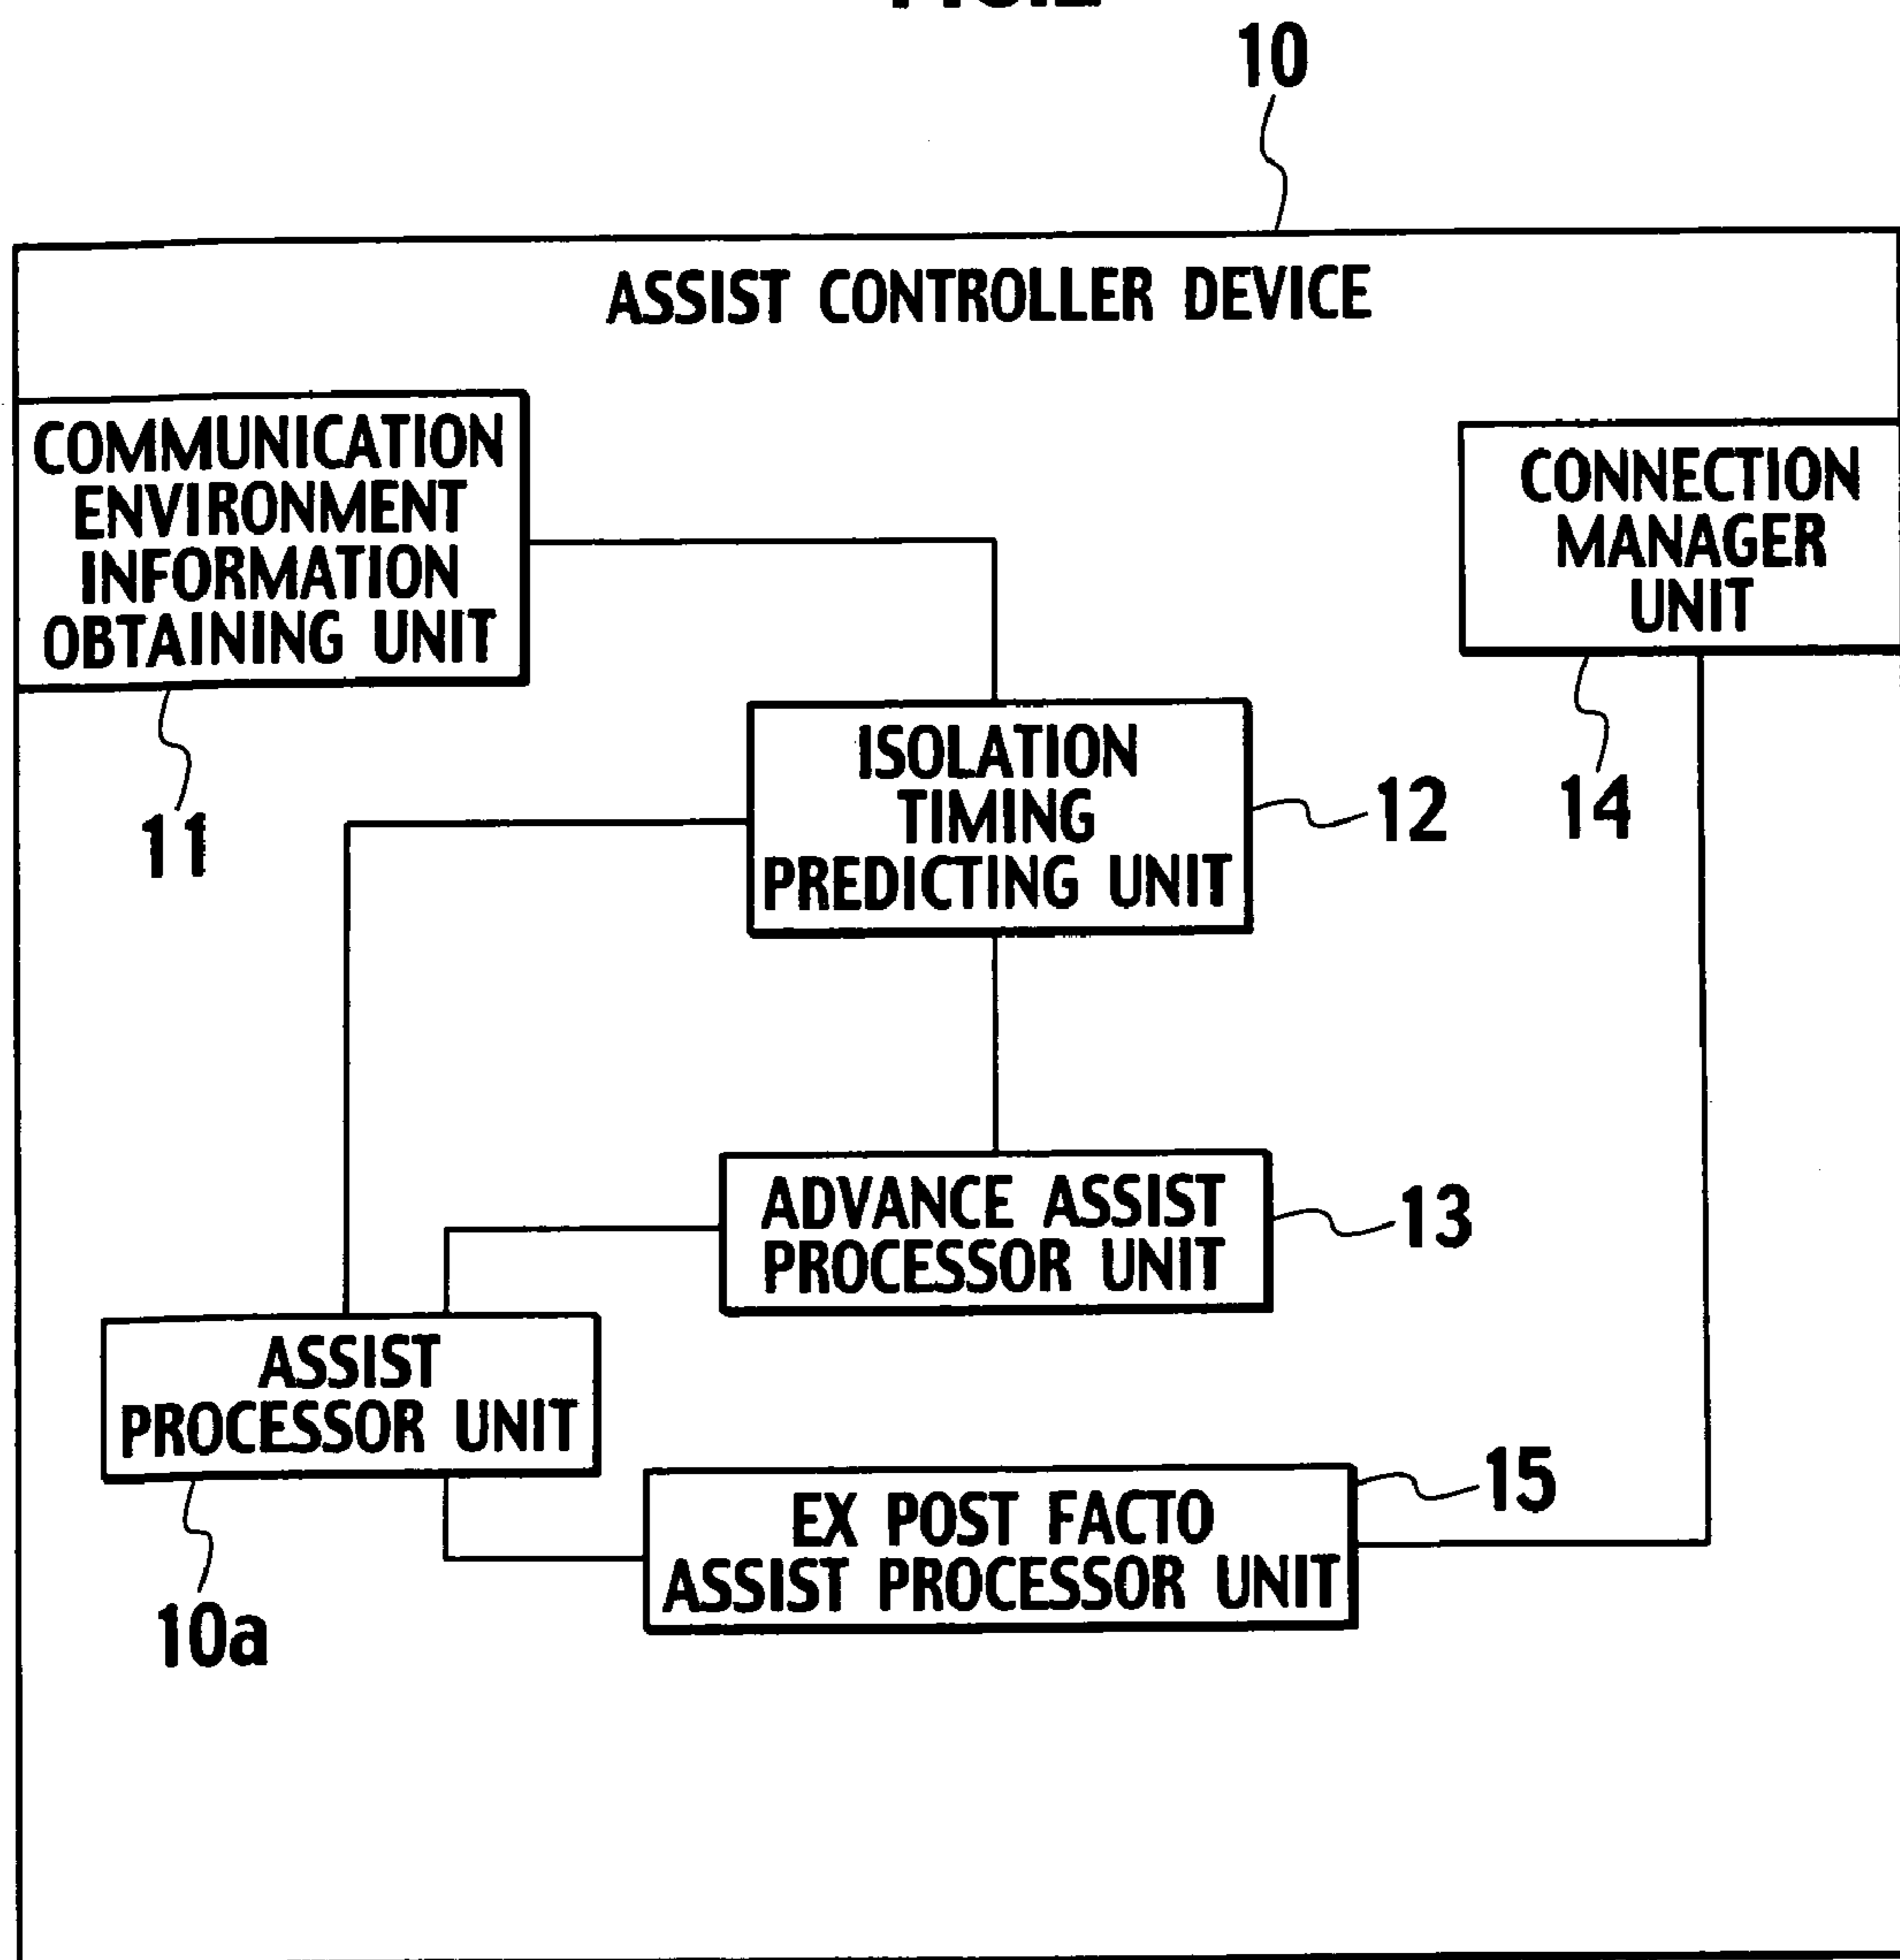 10
ASSIST CONTROLLER DEVICE
COMMUNICATION
ENVIRONMENT
INFORMATION
OBTAINING UNIT
CONNECTION
MANAGER
UNIT
ISOLATION
TIMING
PREDICTING UNIT
12
14
11
ADVANCE ASSIST
PROCESSOR UNIT
13
ASSIST
PROCESSOR UNIT
15
EX POST FACTO
ASSIST PROCESSOR UNIT
10a